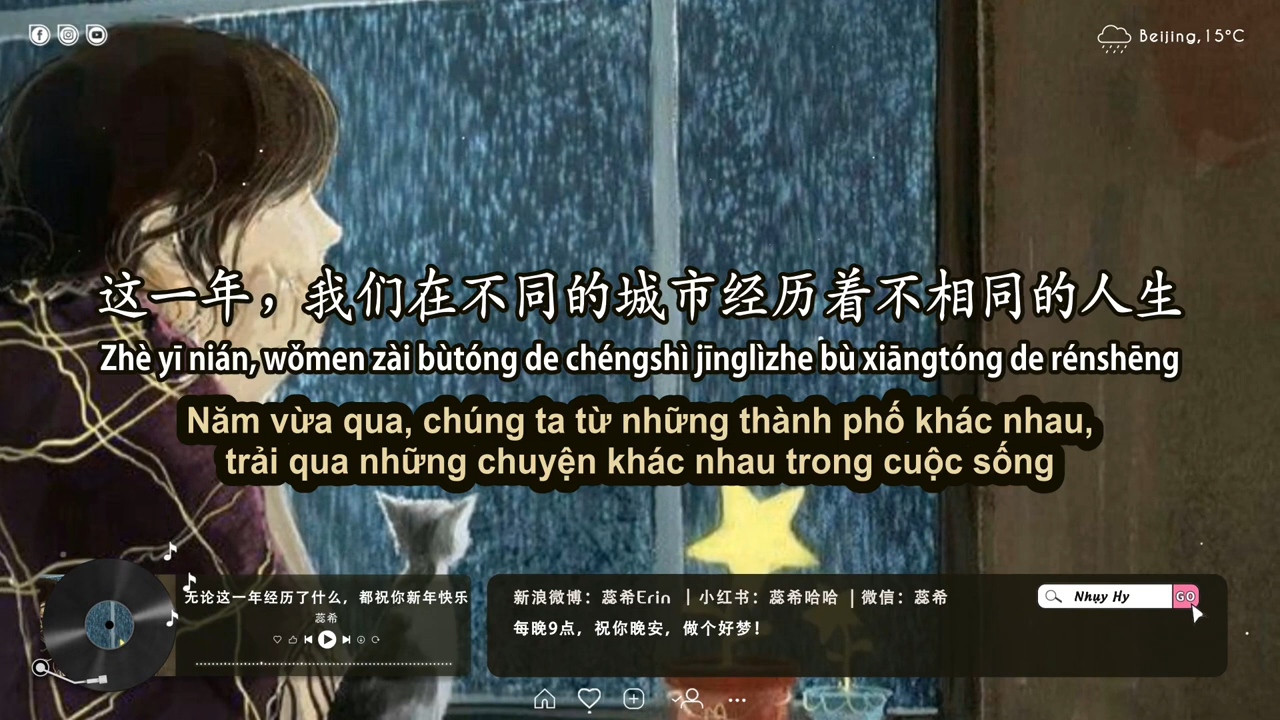 Beijing,15°C
这一年，我们在不同的城市经历着不相同的人生
Zhè yī nián, wǒmen zài bùtóng de chéngshì jīnglìzhe bù xiāngtóng de rénshēng
Năm vừa qua, chúng ta từ những thành phố khác nhau,
trải qua những chuyện khác nhau trong cuộc sống
无论这一年经历了什么，都祝你新年快乐
蕊希
新浪微博：蕊希Erin ｜小红书：蕊希哈哈 ｜微信：蕊希
每晚9点，祝你晚安，做个好梦！
Nhụy Hy GO